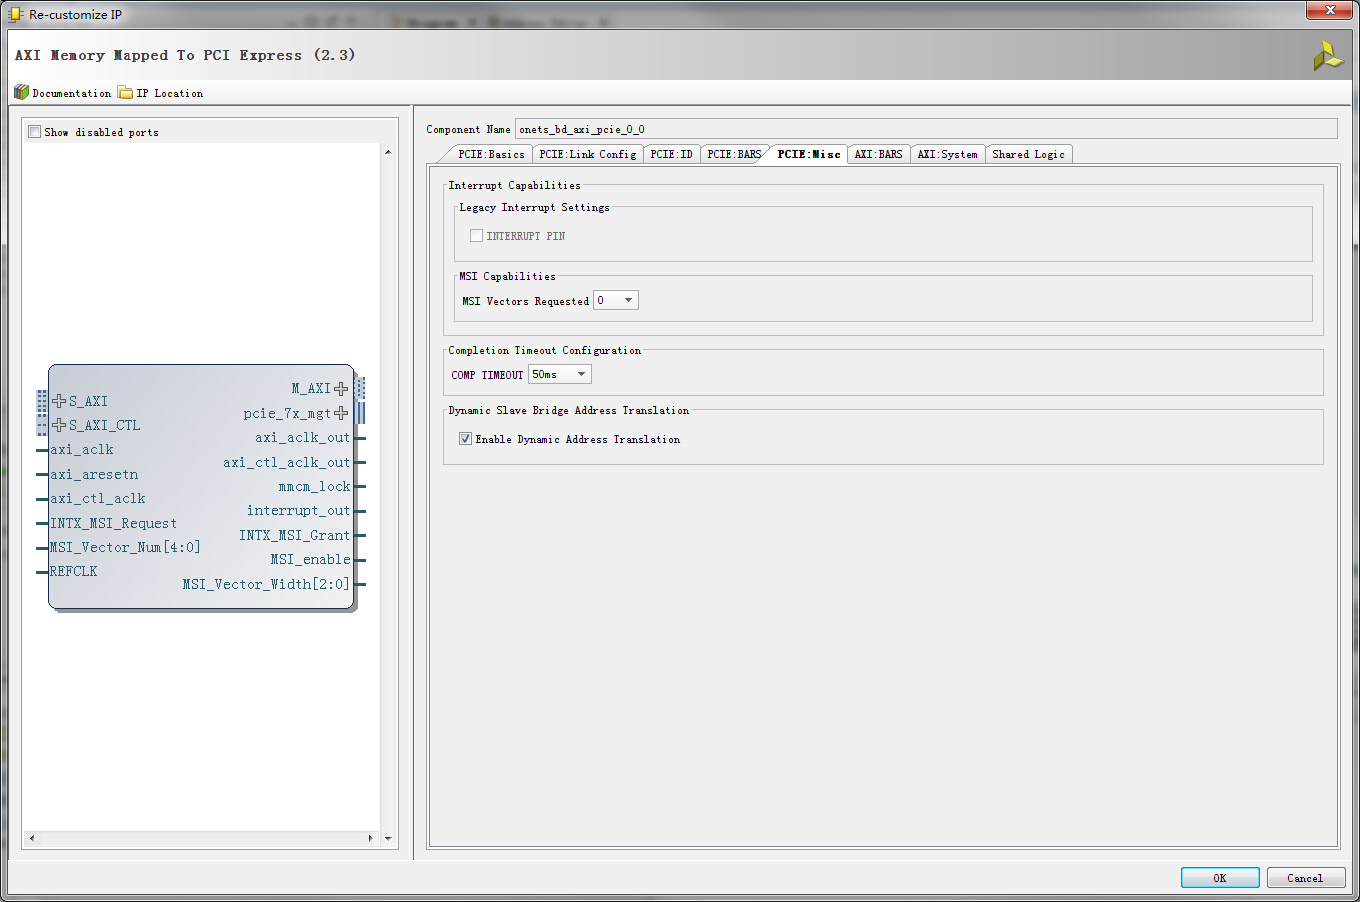 Re-customize IP
AXI Memory Mapped To PCI Express (2.3)
Documentation IP Location
Show disabled ports
S_AXI
S_AXI_CTL
axi_aclk
axi_aresetn
axi_ctl_aclk
INTX_MSI_Request
MSI_Vector_Num[4:0]
REFCLK
M_AXI
pcie_7x_mgt
axi_aclk_out
axi_ctl_aclk_out
mmcm_lock
interrupt_out
INTX_MSI_Grant
MSI_enable
MSI_Vector_Width[2:0]
Component Name onets_bd_axi_pcie_0_0
PCIE:Basics PCIE:Link Config PCIE:ID PCIE:BARS PCIE:Misc AXI:BARS AXI:System Shared Logic
Interrupt Capabilities
Legacy Interrupt Settings
INTERRUPT PIN
MSI Capabilities
MSI Vectors Requested 0
Completion Timeout Configuration
COMP TIMEOUT 50ms
Dynamic Slave Bridge Address Translation
Enable Dynamic Address Translation
OK Cancel